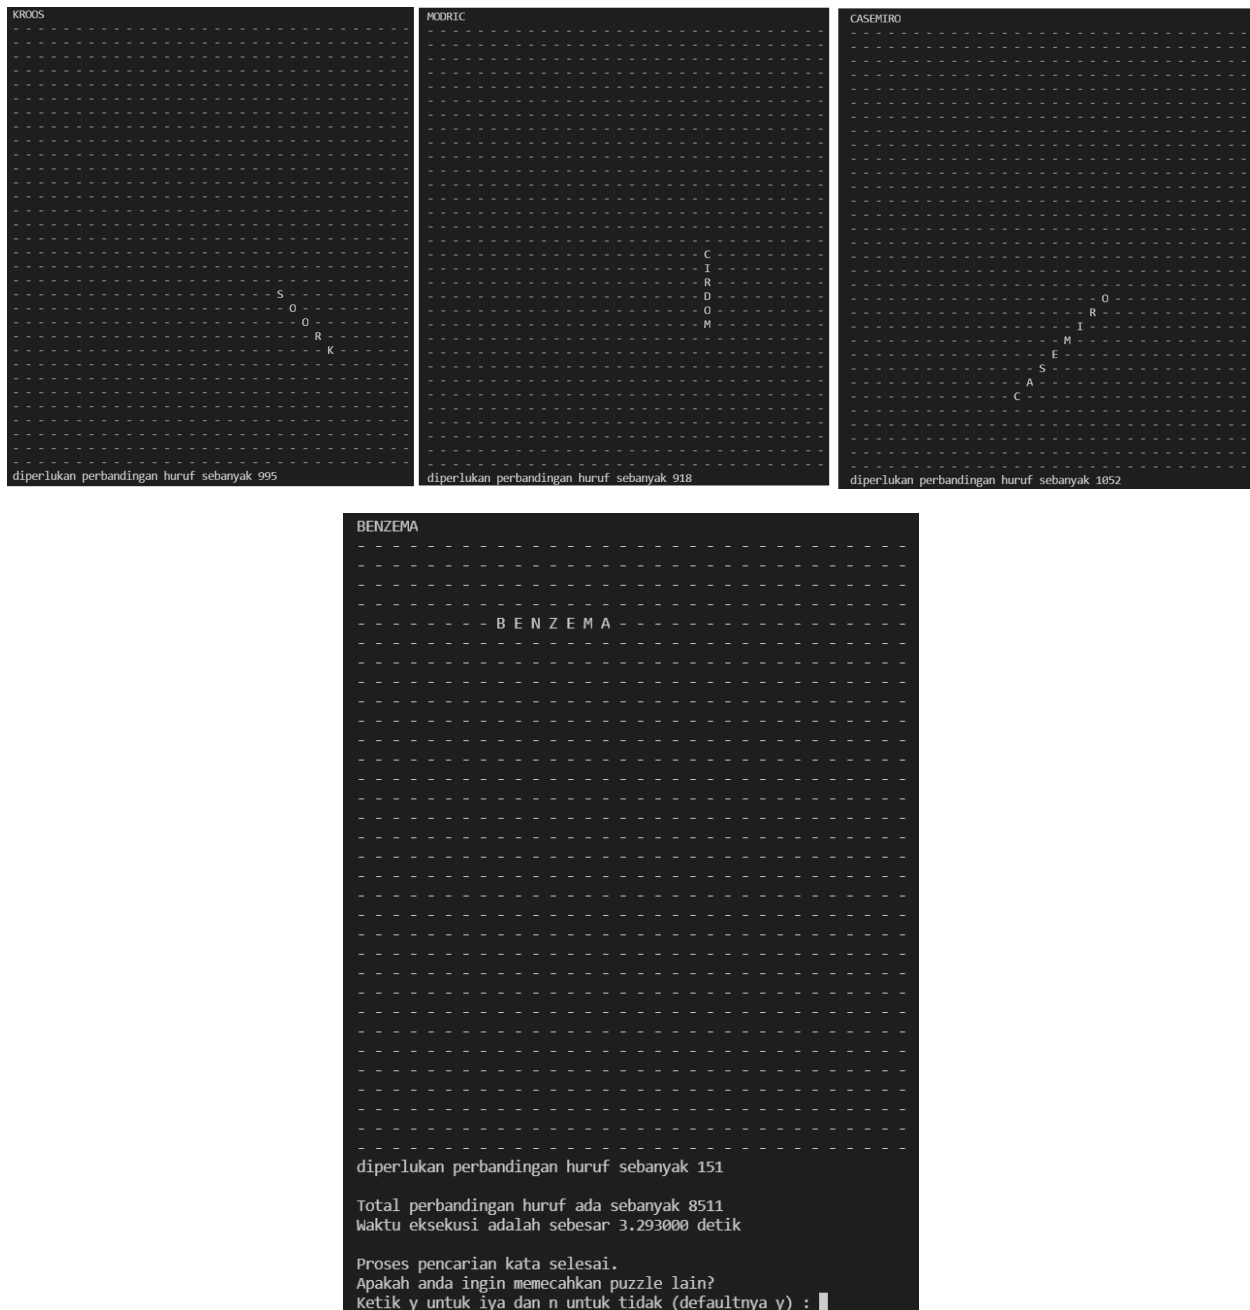 KROOS
S
O
O
R
K
diperlukan perbandingan huruf sebanyak 995
MODRIC
C
I
R
D
O
M
diperlukan perbandingan huruf sebanyak 918
CASEMIRO
O
R
I
M
E
S
A
C
diperlukan perbandingan huruf sebanyak 1052
BENZEMA
B E N Z E M A
diperlukan perbandingan huruf sebanyak 151
Total perbandingan huruf ada sebanyak 8511
Waktu eksekusi adalah sebesar 3.293000 detik
Proses pencarian kata selesai.
Apakah anda ingin memecahkan puzzle lain?
Ketik y untuk iya dan n untuk tidak (defaultnya y) :